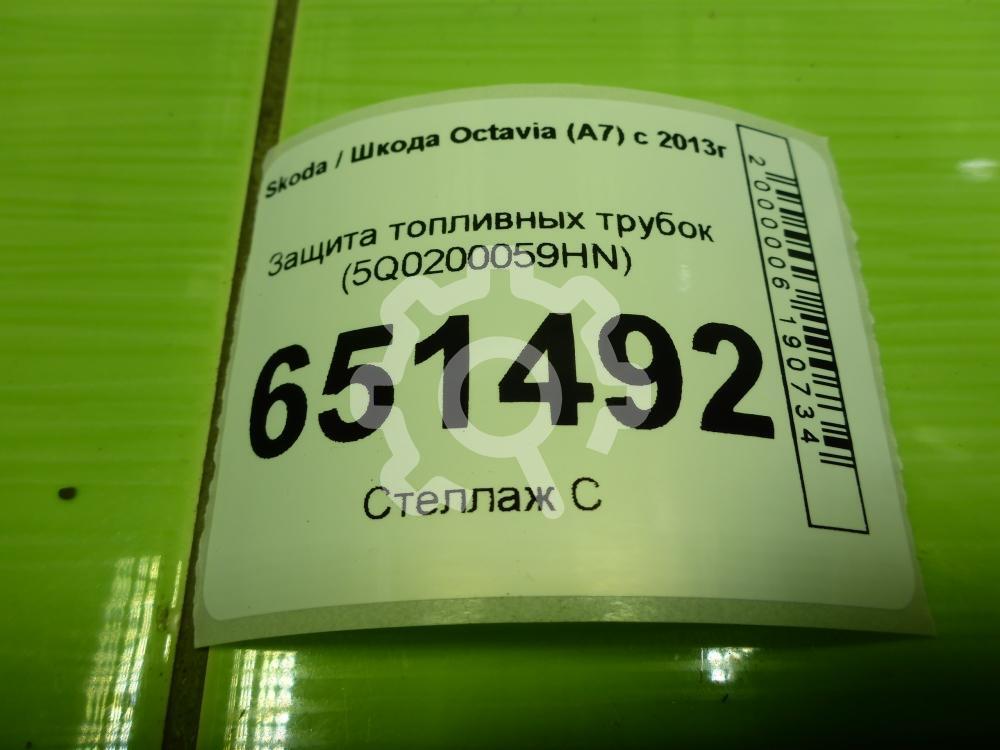 Skoda / Шкода Octavia (A7) с 2013г
Защита топливных трубок
(5Q0200059HN)
651492
Стеллаж С
2000006190734